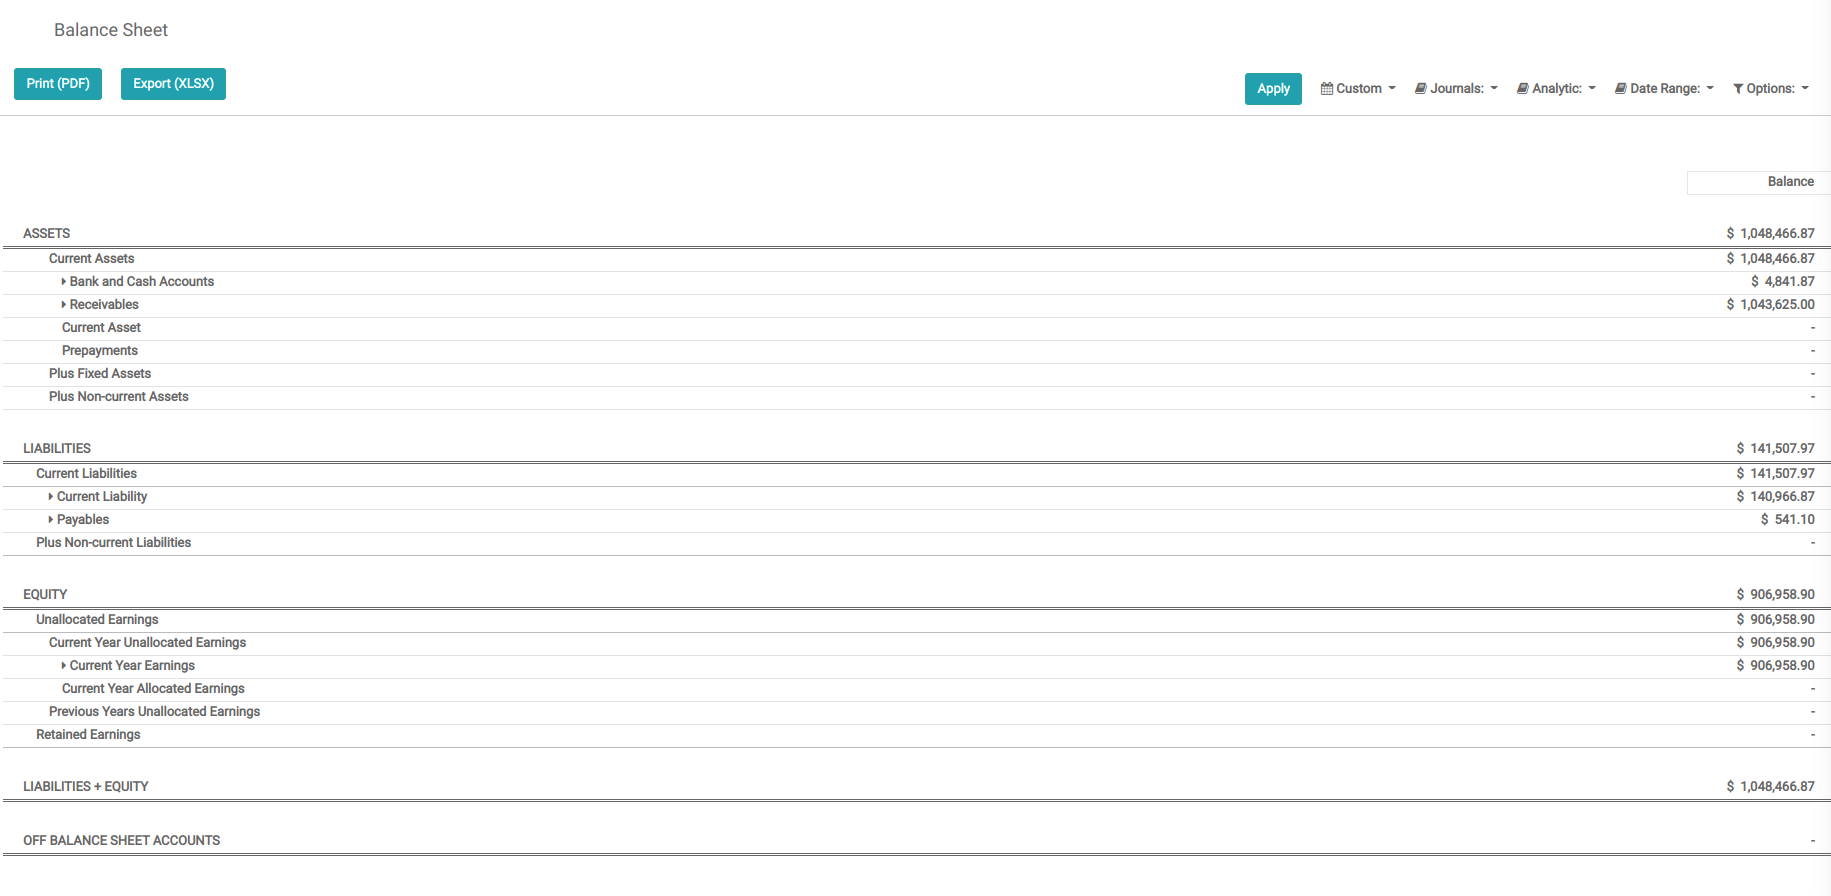 Balance Sheet
Print (PDF) Export (XLSX)
Apply Custom Journals: Analytic: Date Range: Options:
Balance
ASSETS $ 1,048,466.87
Current Assets $ 1,048,466.87
Bank and Cash Accounts $ 4,841.87
Receivables $ 1,043,625.00
Current Asset -
Prepayments -
Plus Fixed Assets -
Plus Non-current Assets -
LIABILITIES $ 141,507.97
Current Liabilities $ 141,507.97
Current Liability $ 140,966.87
Payables $ 541.10
Plus Non-current Liabilities -
EQUITY $ 906,958.90
Unallocated Earnings $ 906,958.90
Current Year Unallocated Earnings $ 906,958.90
Current Year Earnings $ 906,958.90
Current Year Allocated Earnings -
Previous Years Unallocated Earnings -
Retained Earnings -
LIABILITIES + EQUITY $ 1,048,466.87
OFF BALANCE SHEET ACCOUNTS -